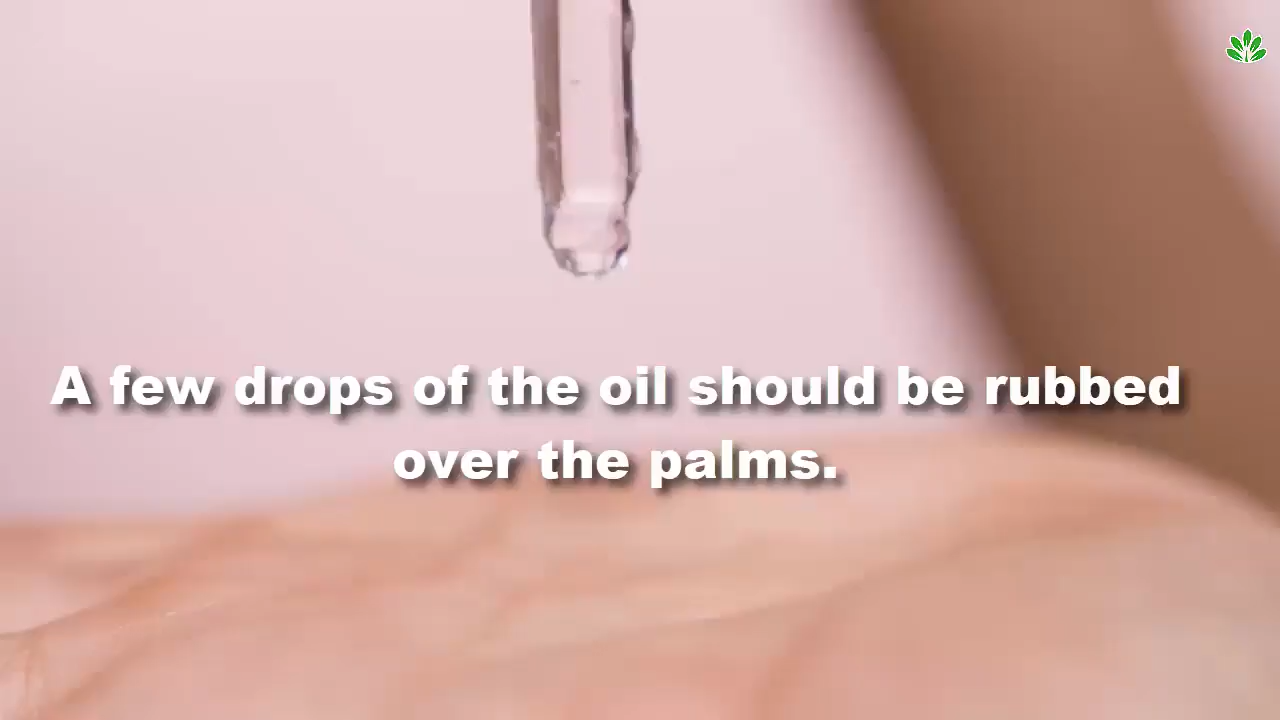 A few drops of the oil should be rubbed
over the palms.